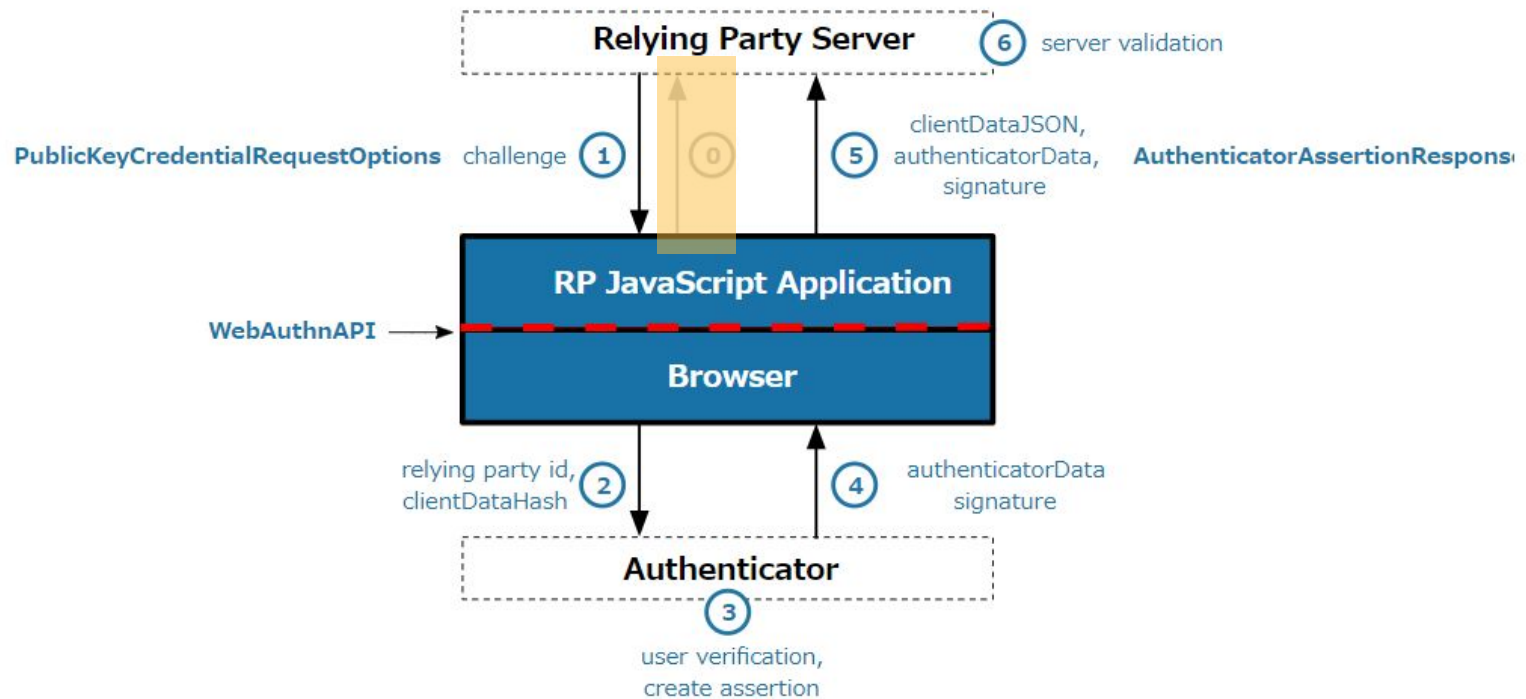 Relying Party Server
6 server validation
PublicKeyCredentialRequestOptions challenge 1
0
5
clientDataJSON,
authenticatorData,
signature
AuthenticatorAssertionRespons
RP JavaScript Application
WebAuthnAPI
Browser
relying party id,
clientDataHash
2
4
authenticatorData
signature
Authenticator
3
user verification,
create assertion